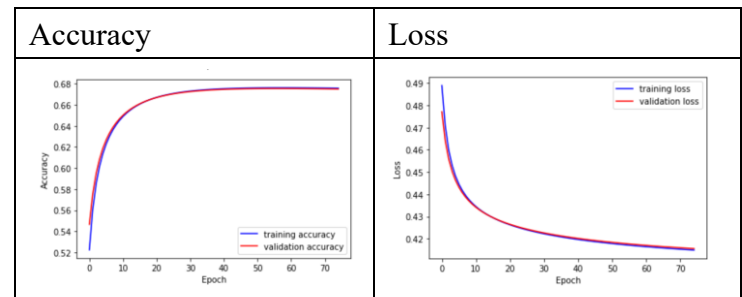 Accuracy
Loss
0.68
0.66
0.64
0.62
0.60
0.58
0.56
0.54
0.52
Accuracy
0 10 20 30 40 50 60 70
Epoch
training accuracy
validation accuracy
0.49
0.48
0.47
0.46
0.45
0.44
0.43
0.42
Loss
0 10 20 30 40 50 60 70
Epoch
training loss
validation loss